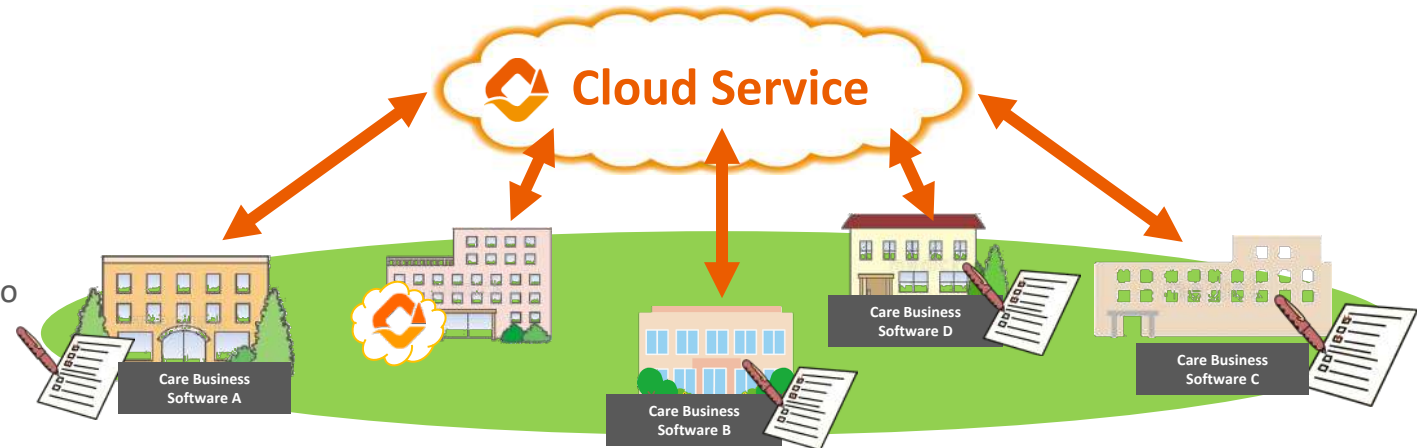 Cloud Service
o
Care Business
Software A
Care Business
Software B
Care Business
Software D
Care Business
Software C